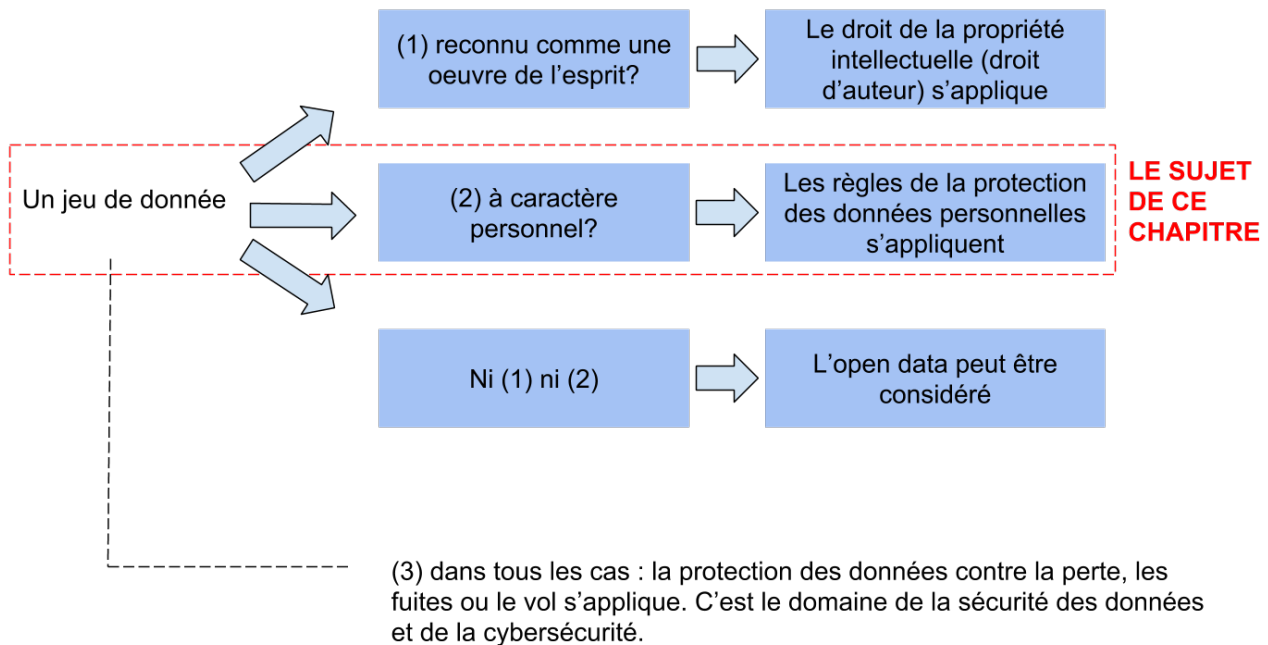 (1) reconnu comme une
oeuvre de l'esprit?
Le droit de la propriété
intellectuelle (droit
d'auteur) s'applique
Un jeu de donnée
(2) à caractère
personnel?
Les règles de la protection
des données personnelles
s'appliquent
LE SUJET
DE CE
CHAPITRE
Ni (1) ni (2)
L'open data peut être
considéré
(3) dans tous les cas : la protection des données contre la perte, les
fuites ou le vol s'applique. C'est le domaine de la sécurité des données
et de la cybersécurité.